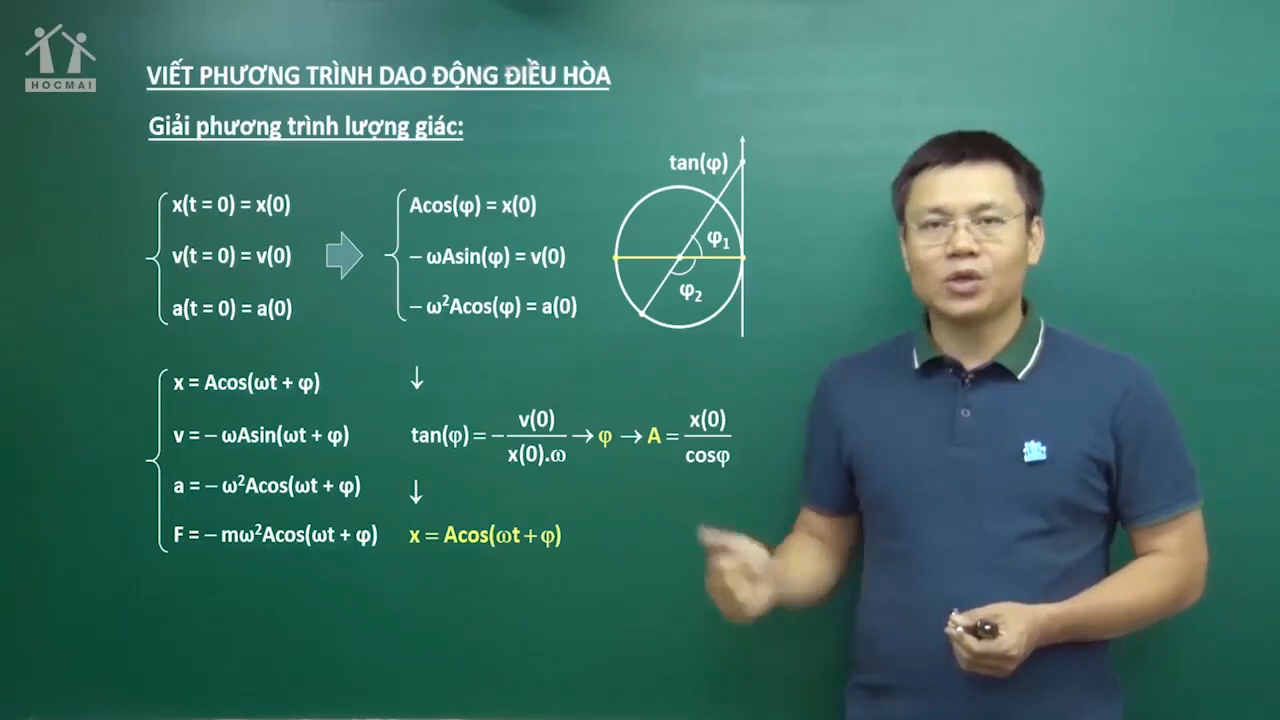 HOCMAI
VIẾT PHƯƠNG TRÌNH DAO ĐỘNG ĐIỀU HÒA
Giải phương trình lượng giác:
x(t = 0) = x(0)
v(t = 0) = v(0)
a(t = 0) = a(0)
Acos(φ) = x(0)
– ωAsin(φ) = v(0)
– ω²Acos(φ) = a(0)
tan(φ)
φ₁
φ₂
x = Acos(ωt + φ)
v = – ωAsin(ωt + φ)
a = – ω²Acos(ωt + φ)
F = – mω²Acos(ωt + φ)
↓
tan(φ) = – v(0) / x(0).ω → φ → A = x(0) / cosφ
↓
x = Acos(ωt + φ)